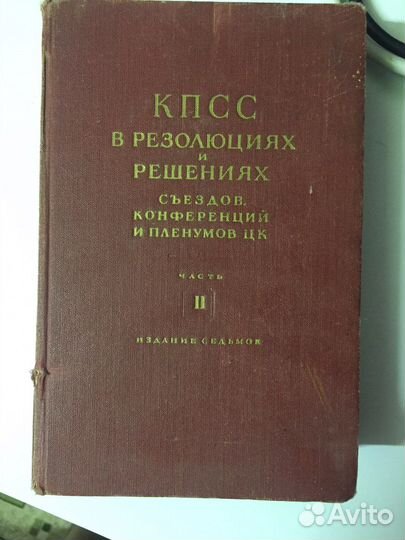 КПСС
В РЕЗОЛЮЦИЯХ
И
РЕШЕНИЯХ
СЪЕЗДОВ,
КОНФЕРЕНЦИЙ
И ПЛЕНУМОВ ЦК
ЧАСТЬ
II
ИЗДАНИЕ СЕДЬМОЕ
Avito